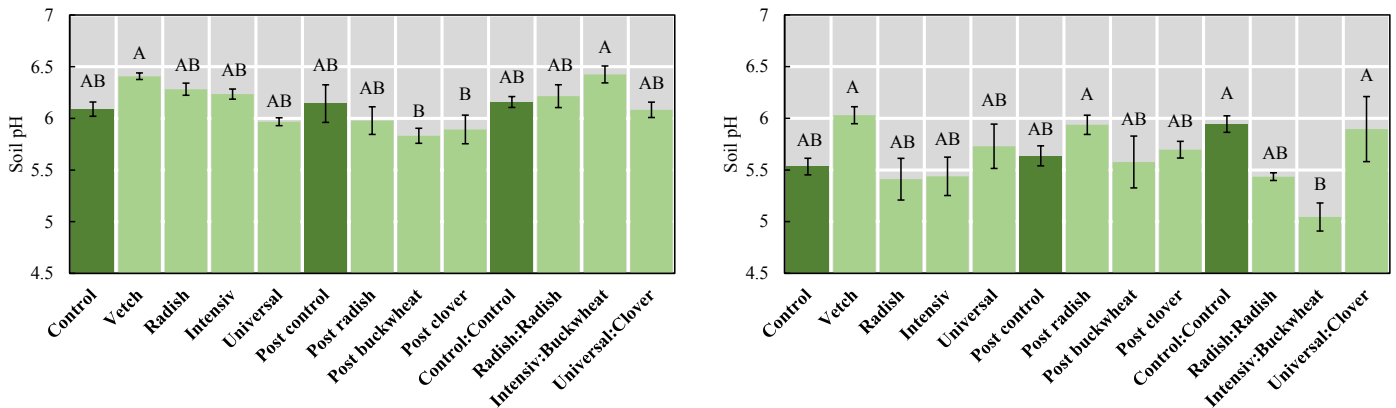 7
6.5
6
5.5
5
4.5
Soil pH
AB
A
AB
AB
AB
AB
AB
B
B
AB
AB
A
AB
Control
Vetch
Radish
Intensiv
Universal
Post control
Post radish
Post buckwheat
Post clover
Control:Control
Radish:Radish
Intensiv:Buckwheat
Universal:Clover
7
6.5
6
5.5
5
4.5
Soil pH
AB
A
AB
AB
AB
AB
A
AB
AB
A
AB
B
A
Control
Vetch
Radish
Intensiv
Universal
Post control
Post radish
Post buckwheat
Post clover
Control:Control
Radish:Radish
Intensiv:Buckwheat
Universal:Clover